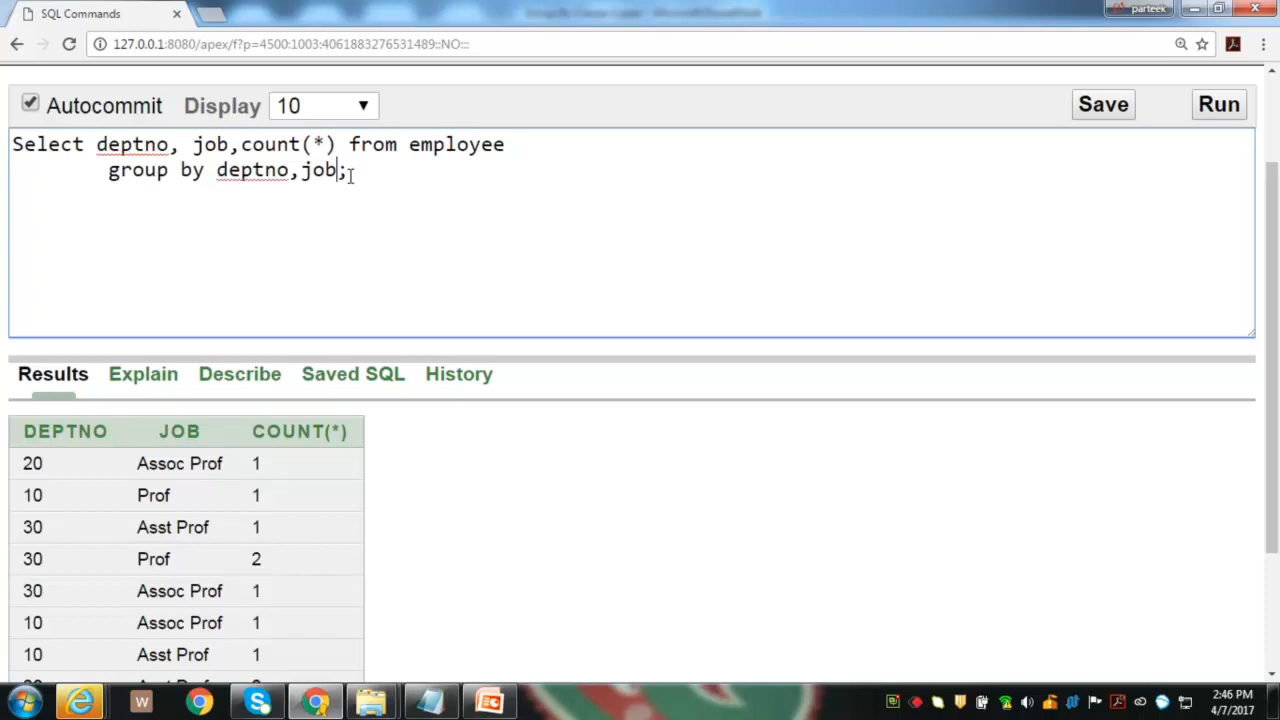 SQL Commands
parteek
127.0.0.1:8080/apex/f?p=4500:1003:4061883276531489::NO:::
Autocommit Display 10 Save Run
Select deptno, job,count(*) from employee
group by deptno,job;
Results Explain Describe Saved SQL History
DEPTNO JOB COUNT(*)
20 Assoc Prof 1
10 Prof 1
30 Asst Prof 1
30 Prof 2
30 Assoc Prof 1
10 Assoc Prof 1
10 Asst Prof 1
2:46 PM
4/7/2017